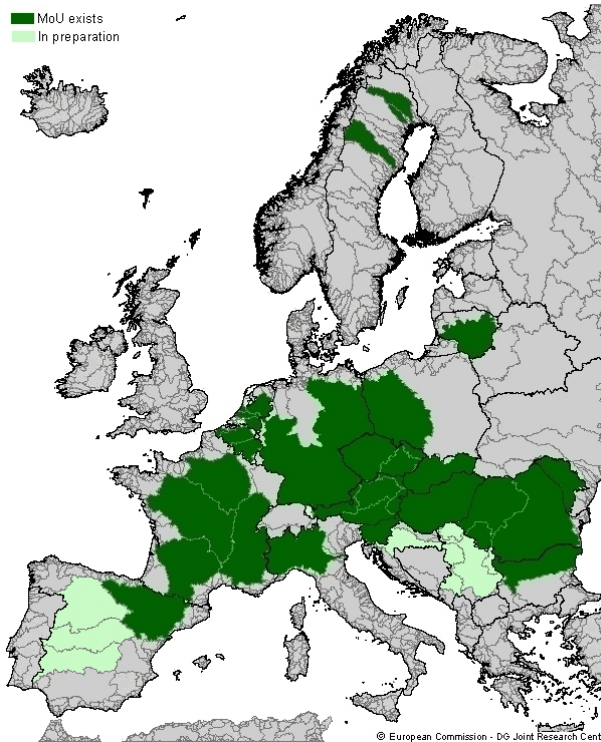 MoU exists
In preparation
© European Commission - DG Joint Research Cent